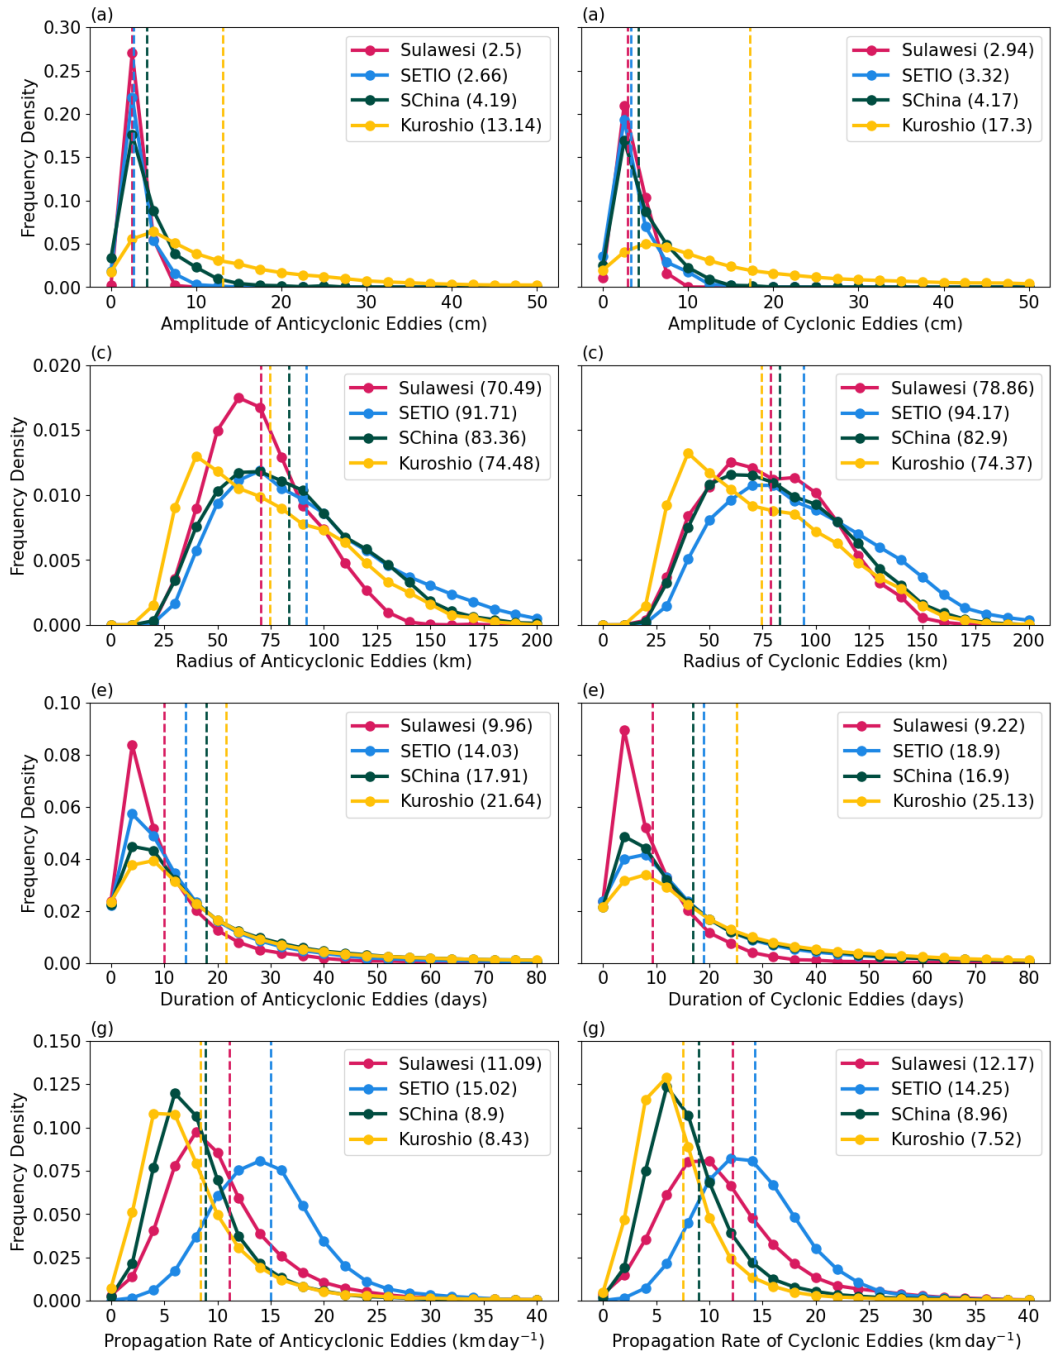 (a)
0.30
0.25
0.20
0.15
0.10
0.05
0.00
Frequency Density
Sulawesi (2.5)
SETIO (2.66)
SChina (4.19)
Kuroshio (13.14)
0 10 20 30 40 50
Amplitude of Anticyclonic Eddies (cm)
(a)
Sulawesi (2.94)
SETIO (3.32)
SChina (4.17)
Kuroshio (17.3)
0 10 20 30 40 50
Amplitude of Cyclonic Eddies (cm)
(c)
0.020
0.015
0.010
0.005
0.000
Frequency Density
Sulawesi (70.49)
SETIO (91.71)
SChina (83.36)
Kuroshio (74.48)
0 25 50 75 100 125 150 175 200
Radius of Anticyclonic Eddies (km)
(c)
Sulawesi (78.86)
SETIO (94.17)
SChina (82.9)
Kuroshio (74.37)
0 25 50 75 100 125 150 175 200
Radius of Cyclonic Eddies (km)
(e)
0.10
0.08
0.06
0.04
0.02
0.00
Frequency Density
Sulawesi (9.96)
SETIO (14.03)
SChina (17.91)
Kuroshio (21.64)
0 10 20 30 40 50 60 70 80
Duration of Anticyclonic Eddies (days)
(e)
Sulawesi (9.22)
SETIO (18.9)
SChina (16.9)
Kuroshio (25.13)
0 10 20 30 40 50 60 70 80
Duration of Cyclonic Eddies (days)
(g)
0.150
0.125
0.100
0.075
0.050
0.025
0.000
Frequency Density
Sulawesi (11.09)
SETIO (15.02)
SChina (8.9)
Kuroshio (8.43)
0 5 10 15 20 25 30 35 40
Propagation Rate of Anticyclonic Eddies (km day⁻¹)
(g)
Sulawesi (12.17)
SETIO (14.25)
SChina (8.96)
Kuroshio (7.52)
0 5 10 15 20 25 30 35 40
Propagation Rate of Cyclonic Eddies (km day⁻¹)